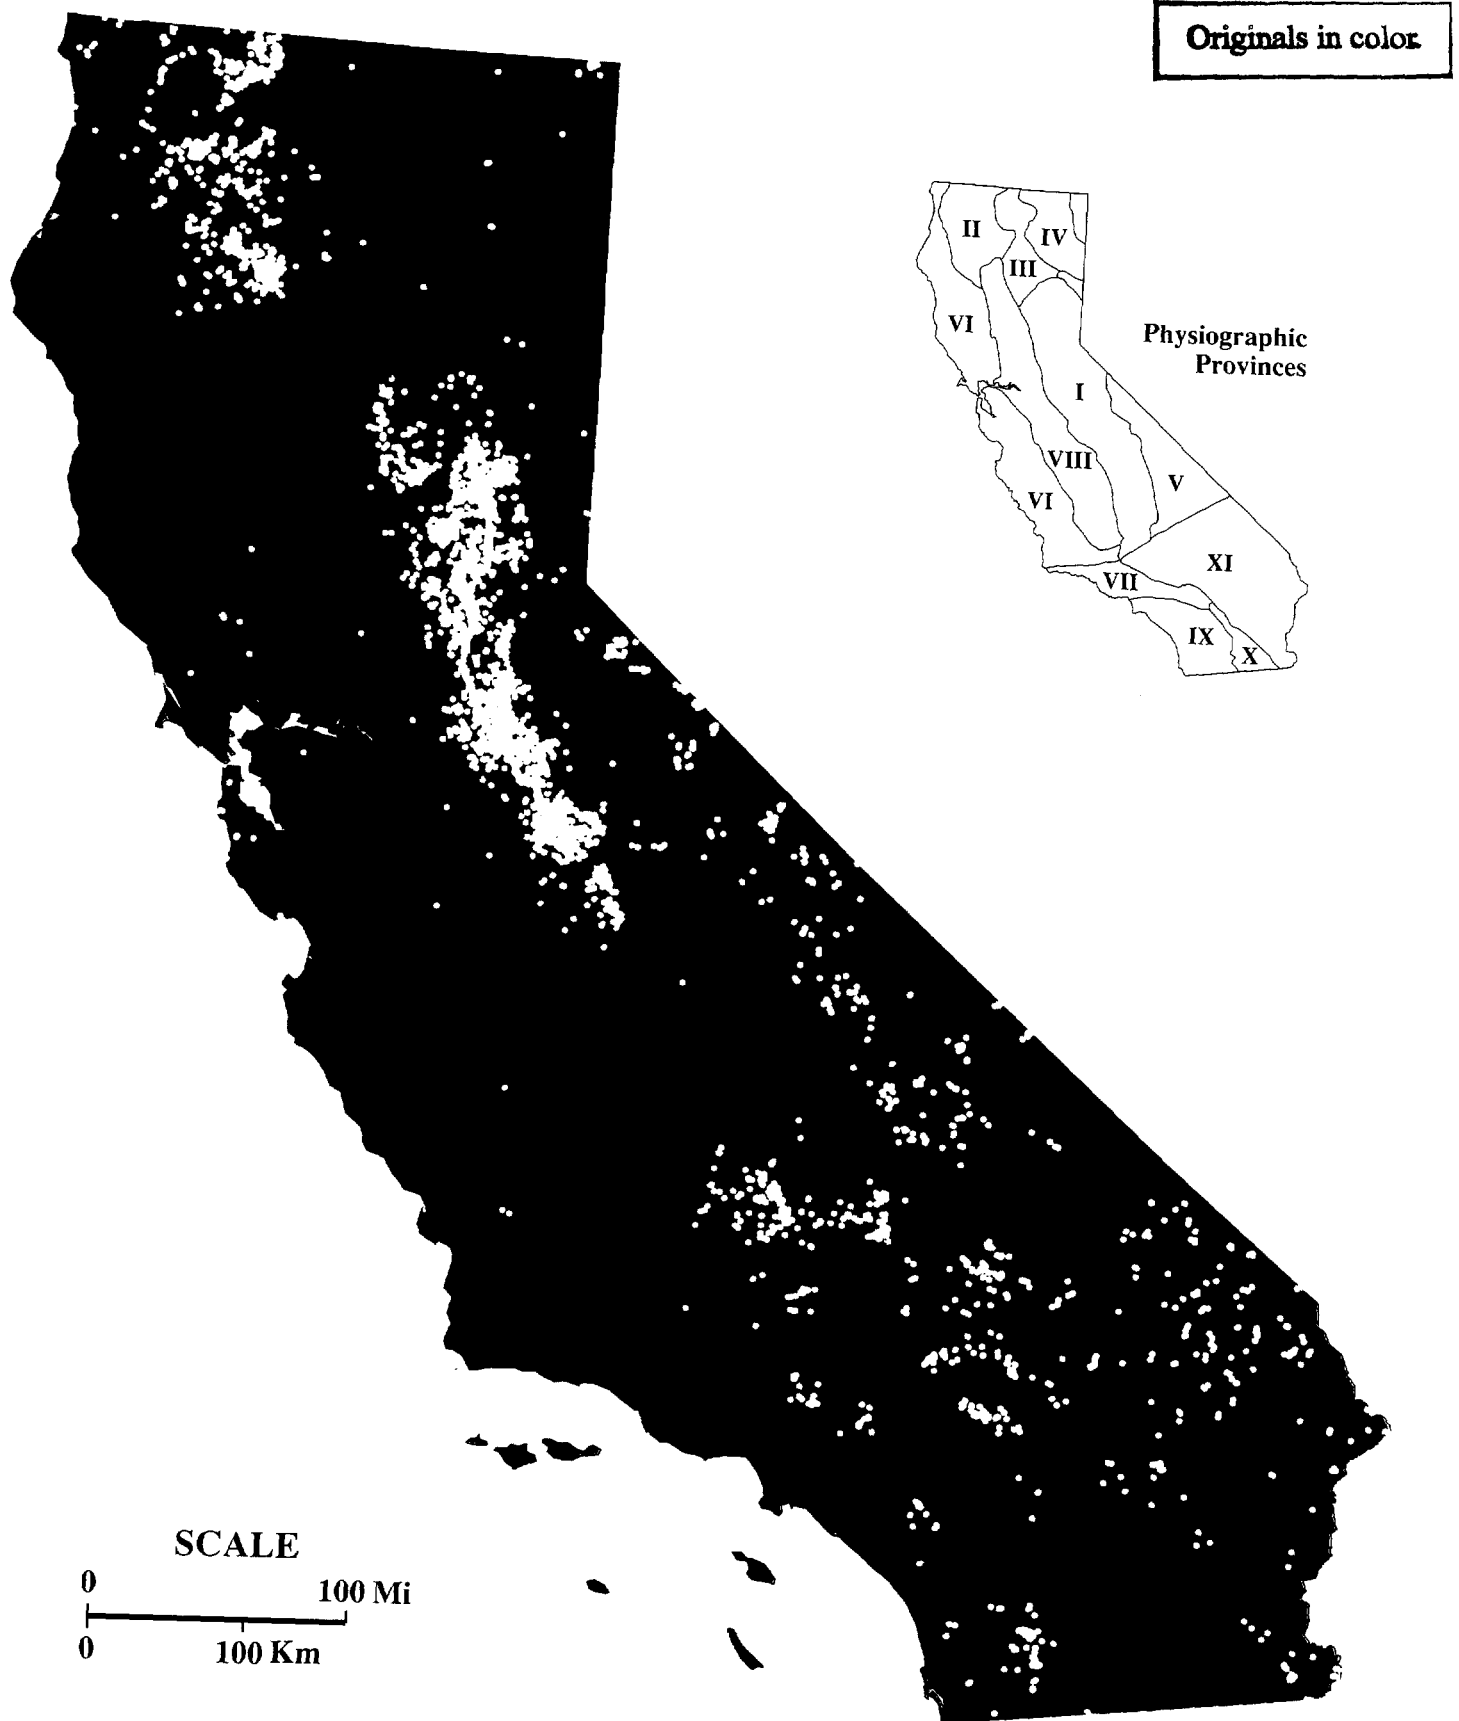 Originals in color.
II
IV
III
VI
Physiographic
Provinces
I
VIII
V
VI
XI
VII
IX
X
SCALE
0 100 Mi
0 100 Km